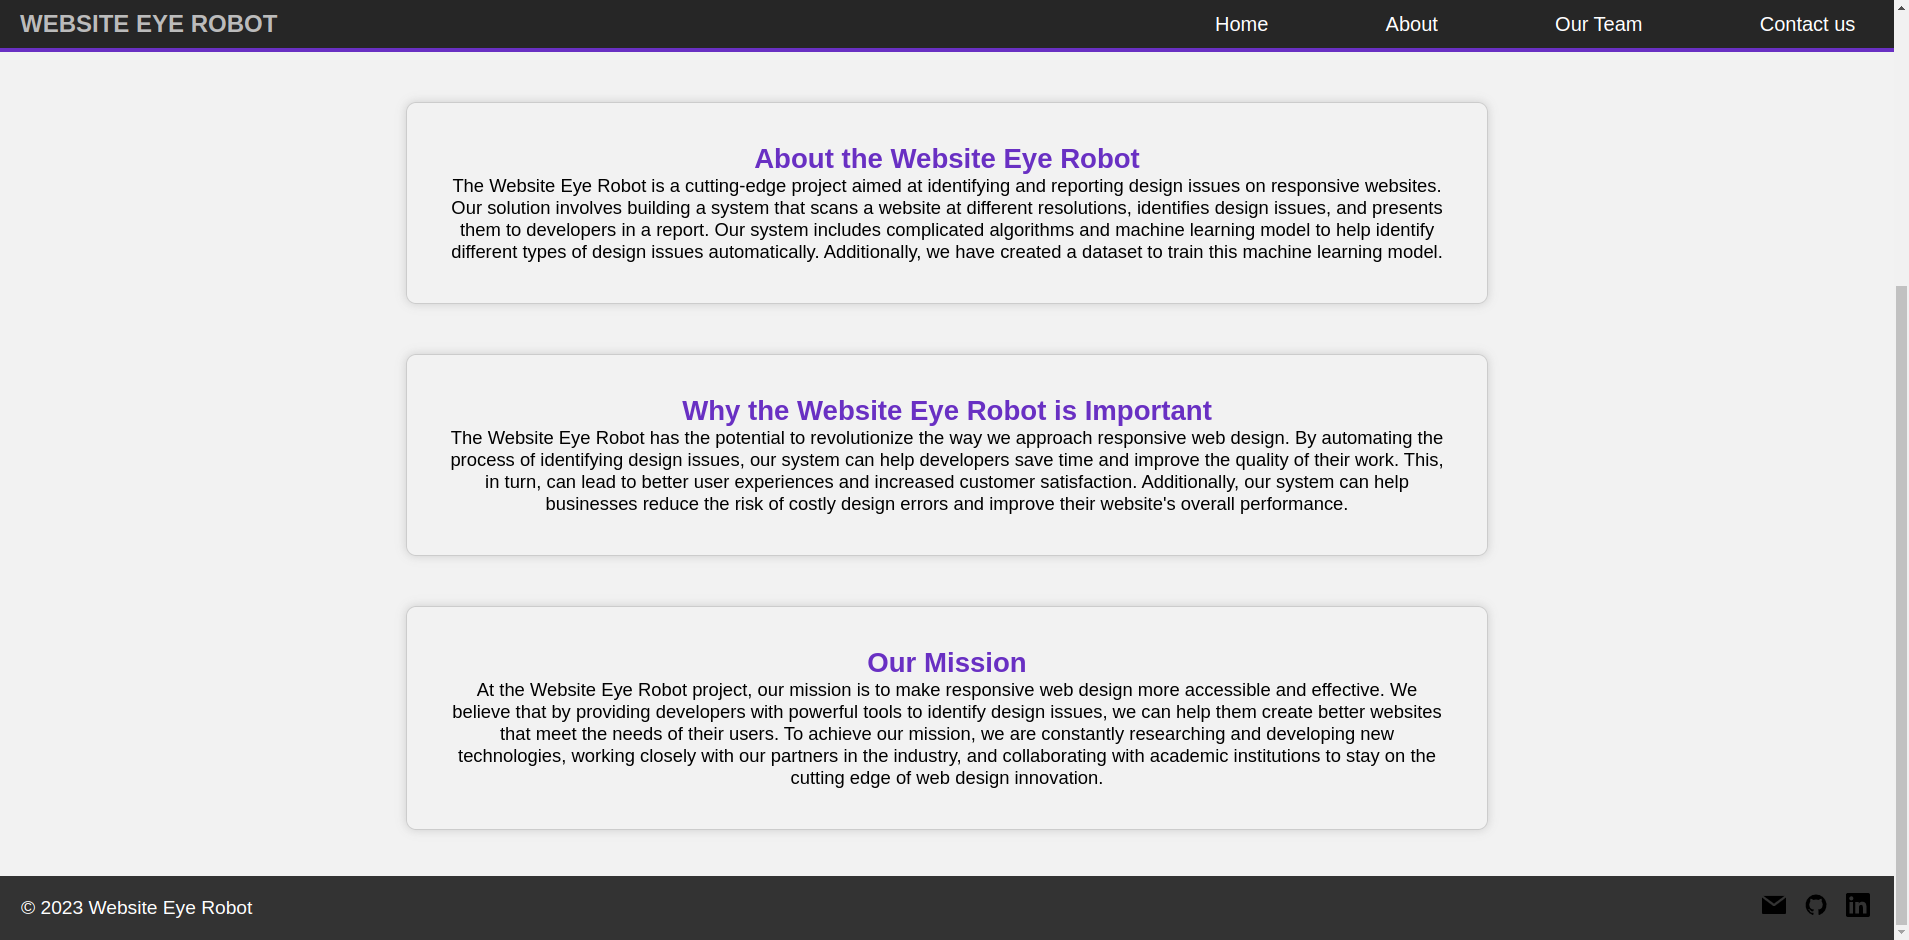 WEBSITE EYE ROBOT
Home About Our Team Contact us
About the Website Eye Robot
The Website Eye Robot is a cutting-edge project aimed at identifying and reporting design issues on responsive websites.
Our solution involves building a system that scans a website at different resolutions, identifies design issues, and presents
them to developers in a report. Our system includes complicated algorithms and machine learning model to help identify
different types of design issues automatically. Additionally, we have created a dataset to train this machine learning model.
Why the Website Eye Robot is Important
The Website Eye Robot has the potential to revolutionize the way we approach responsive web design. By automating the
process of identifying design issues, our system can help developers save time and improve the quality of their work. This,
in turn, can lead to better user experiences and increased customer satisfaction. Additionally, our system can help
businesses reduce the risk of costly design errors and improve their website's overall performance.
Our Mission
At the Website Eye Robot project, our mission is to make responsive web design more accessible and effective. We
believe that by providing developers with powerful tools to identify design issues, we can help them create better websites
that meet the needs of their users. To achieve our mission, we are constantly researching and developing new
technologies, working closely with our partners in the industry, and collaborating with academic institutions to stay on the
cutting edge of web design innovation.
© 2023 Website Eye Robot